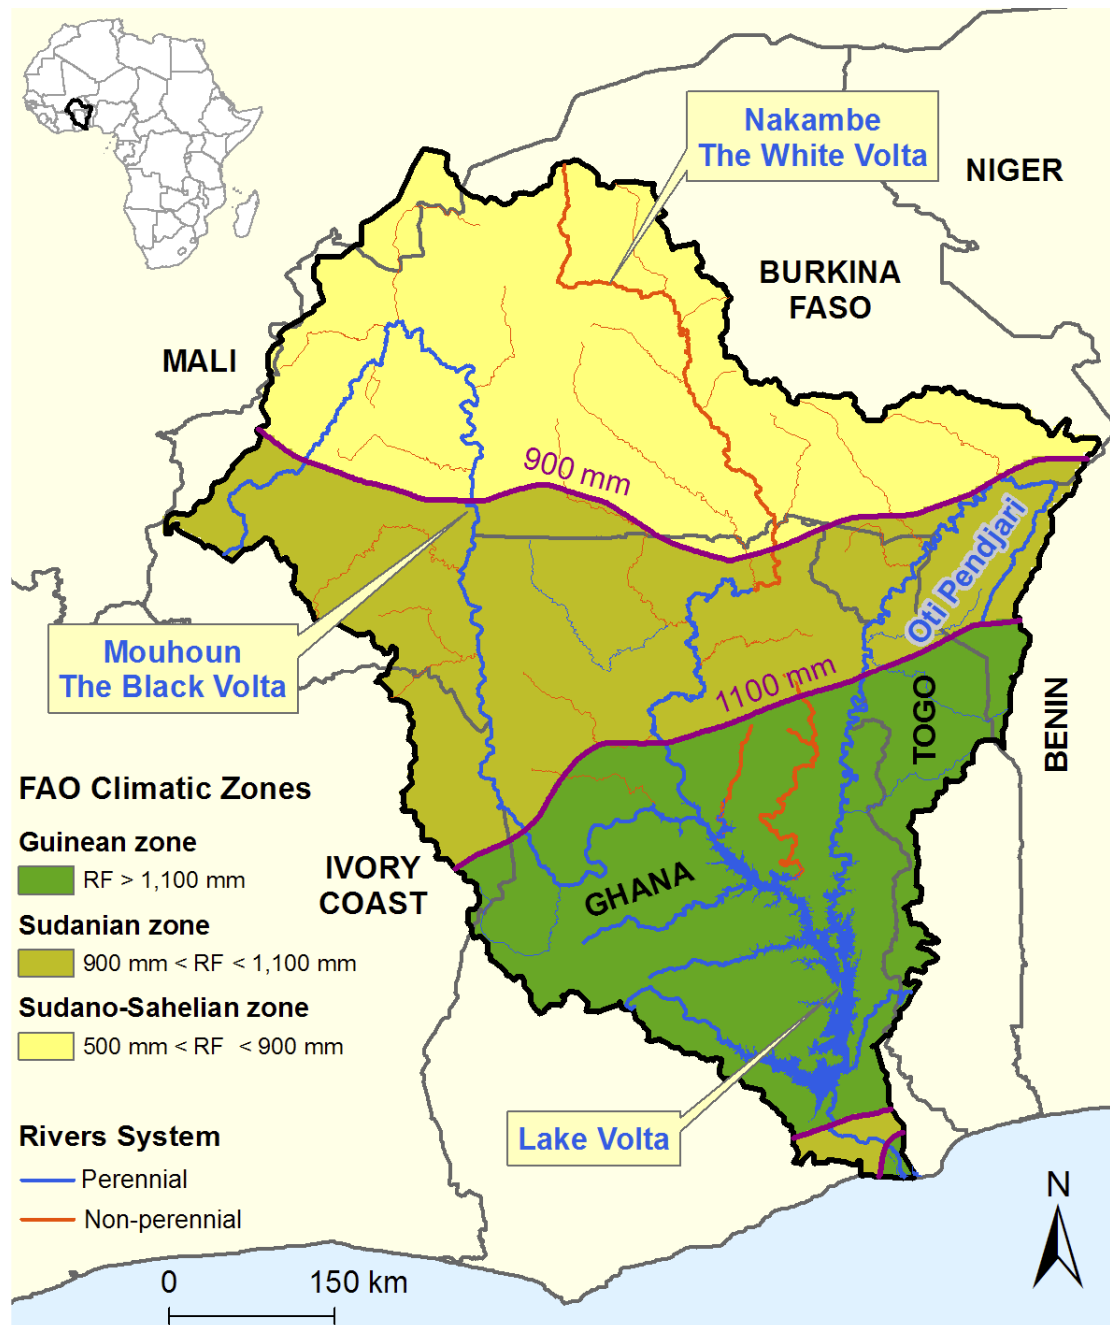 Nakambe
The White Volta
NIGER
BURKINA
FASO
MALI
900 mm
Oti Pendjari
Mouhoun
The Black Volta
1100 mm
TOGO
BENIN
FAO Climatic Zones
Guinean zone
RF > 1,100 mm
IVORY
COAST
GHANA
Sudanian zone
900 mm < RF < 1,100 mm
Sudano-Sahelian zone
500 mm < RF < 900 mm
Rivers System
Perennial
Non-perennial
Lake Volta
N
0 150 km